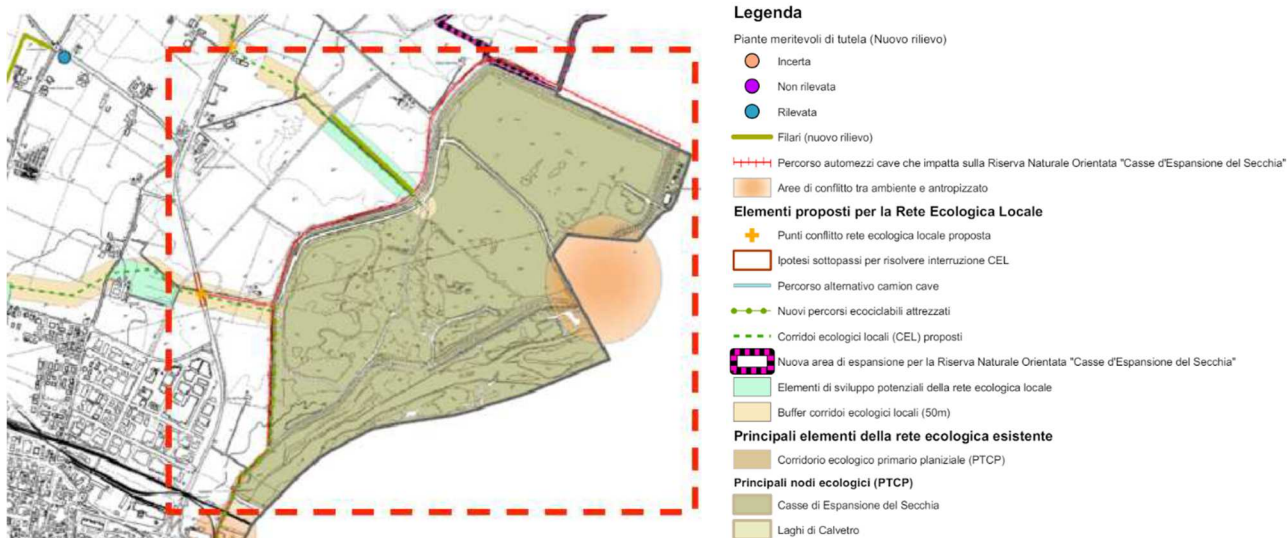 Legenda
Piante meritevoli di tutela (Nuovo rilievo)
Incerta
Non rilevata
Rilevata
Filari (nuovo rilievo)
Percorso automezzi cave che impatta sulla Riserva Naturale Orientata "Casse d'Espansione del Secchia"
Aree di conflitto tra ambiente e antropizzato
Elementi proposti per la Rete Ecologica Locale
Punti conflitto rete ecologica locale proposta
Ipotesi sottopassi per risolvere interruzione CEL
Percorso alternativo camion cave
Nuovi percorsi ecociclabili attrezzati
Corridoi ecologici locali (CEL) proposti
Nuova area di espansione per la Riserva Naturale Orientata "Casse d'Espansione del Secchia"
Elementi di sviluppo potenziali della rete ecologica locale
Buffer corridoi ecologici locali (50m)
Principali elementi della rete ecologica esistente
Corridorio ecologico primario planiziale (PTCP)
Principali nodi ecologici (PTCP)
Casse di Espansione del Secchia
Laghi di Calvetro